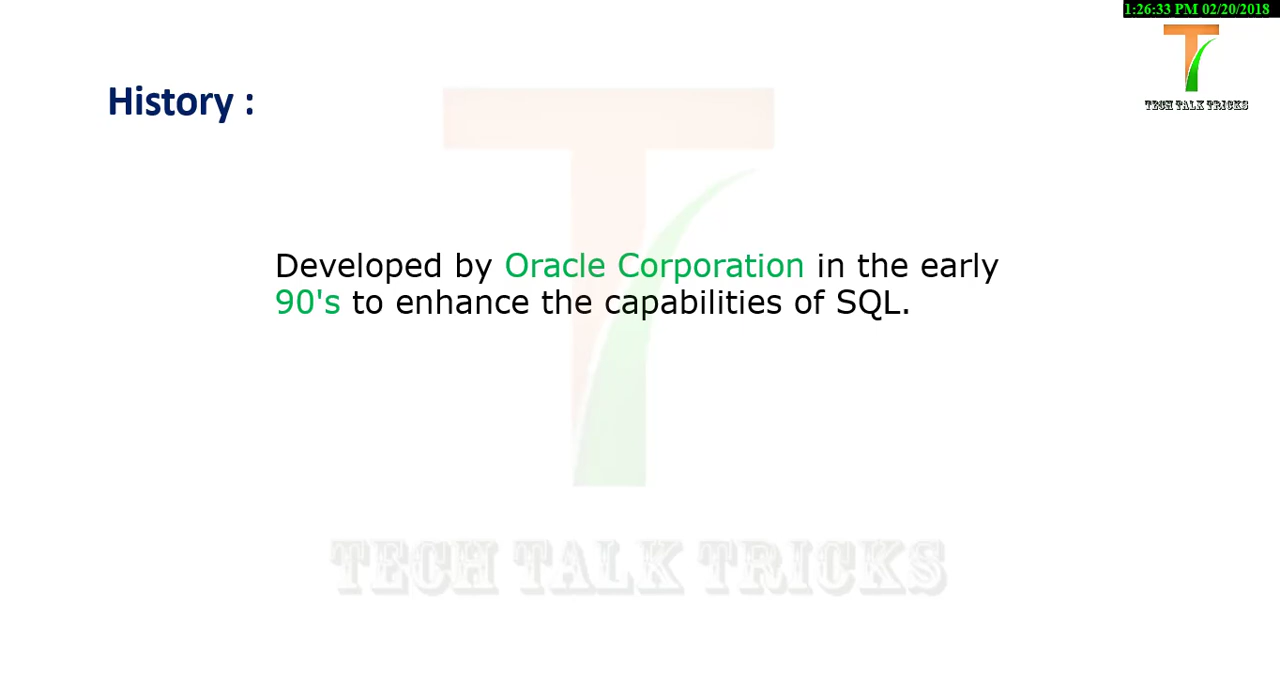 1:26:33 PM 02/20/2018
TECH TALK TRICKS
History :
Developed by Oracle Corporation in the early
90's to enhance the capabilities of SQL.
TECH TALK TRICKS